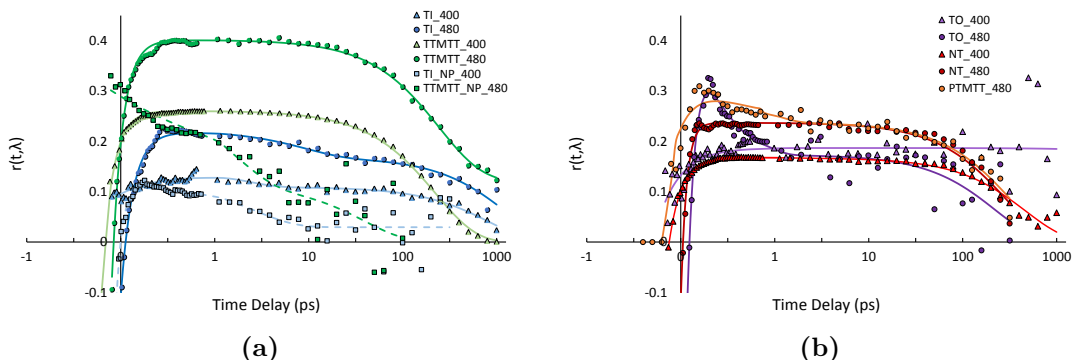 TI_400
TI_480
TTMTT_400
TTMTT_480
TI_NP_400
TTMTT_NP_480
0.4
0.3
0.2
0.1
0
-0.1
r(t,λ)
-1
0
1
10
100
1000
Time Delay (ps)
(a)
TO_400
TO_480
NT_400
NT_480
PTMTT_480
0.4
0.3
0.2
0.1
0
-0.1
r(t,λ)
-1
0
1
10
100
1000
Time Delay (ps)
(b)